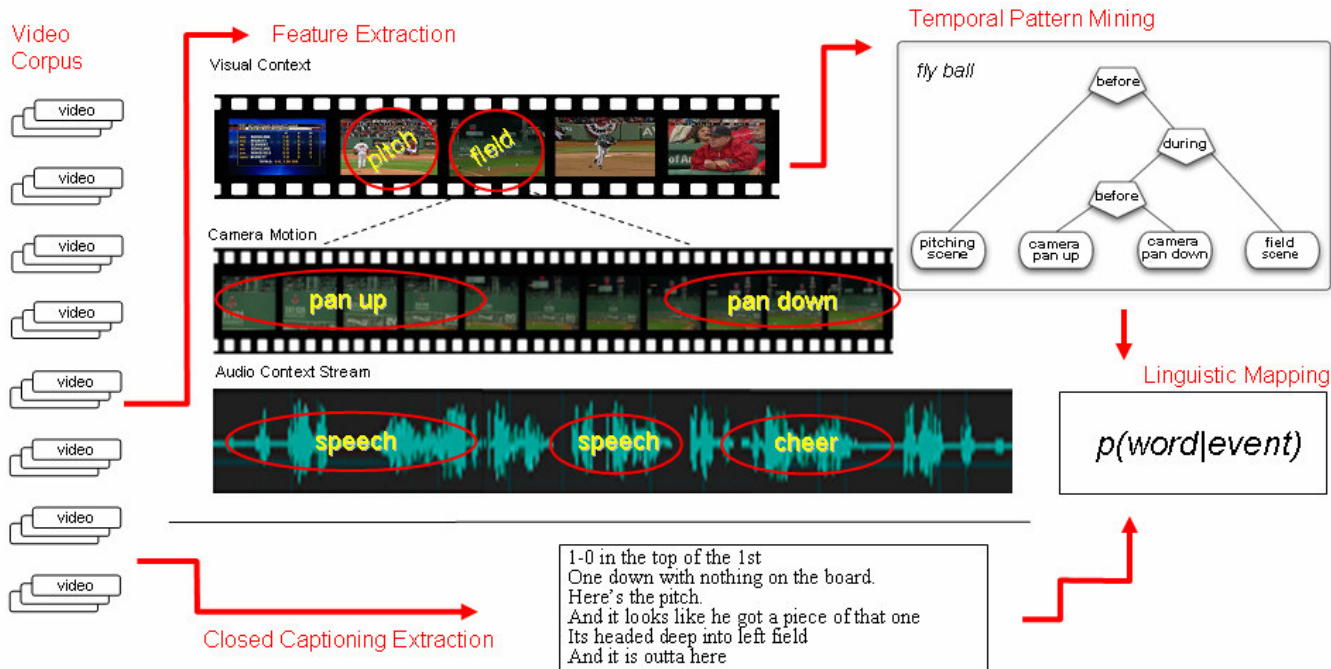 Video
Corpus
Feature Extraction
Temporal Pattern Mining
Visual Context
fly ball
before
during
before
pitching
scene
camera
pan up
camera
pan down
field
scene
video
video
video
video
video
video
video
video
pitch
field
Camera Motion
pan up
pan down
Audio Context Stream
speech
speech
cheer
Linguistic Mapping
p(word|event)
Closed Captioning Extraction
1-0 in the top of the 1st
One down with nothing on the board.
Here's the pitch.
And it looks like he got a piece of that one
Its headed deep into left field
And it is outta here